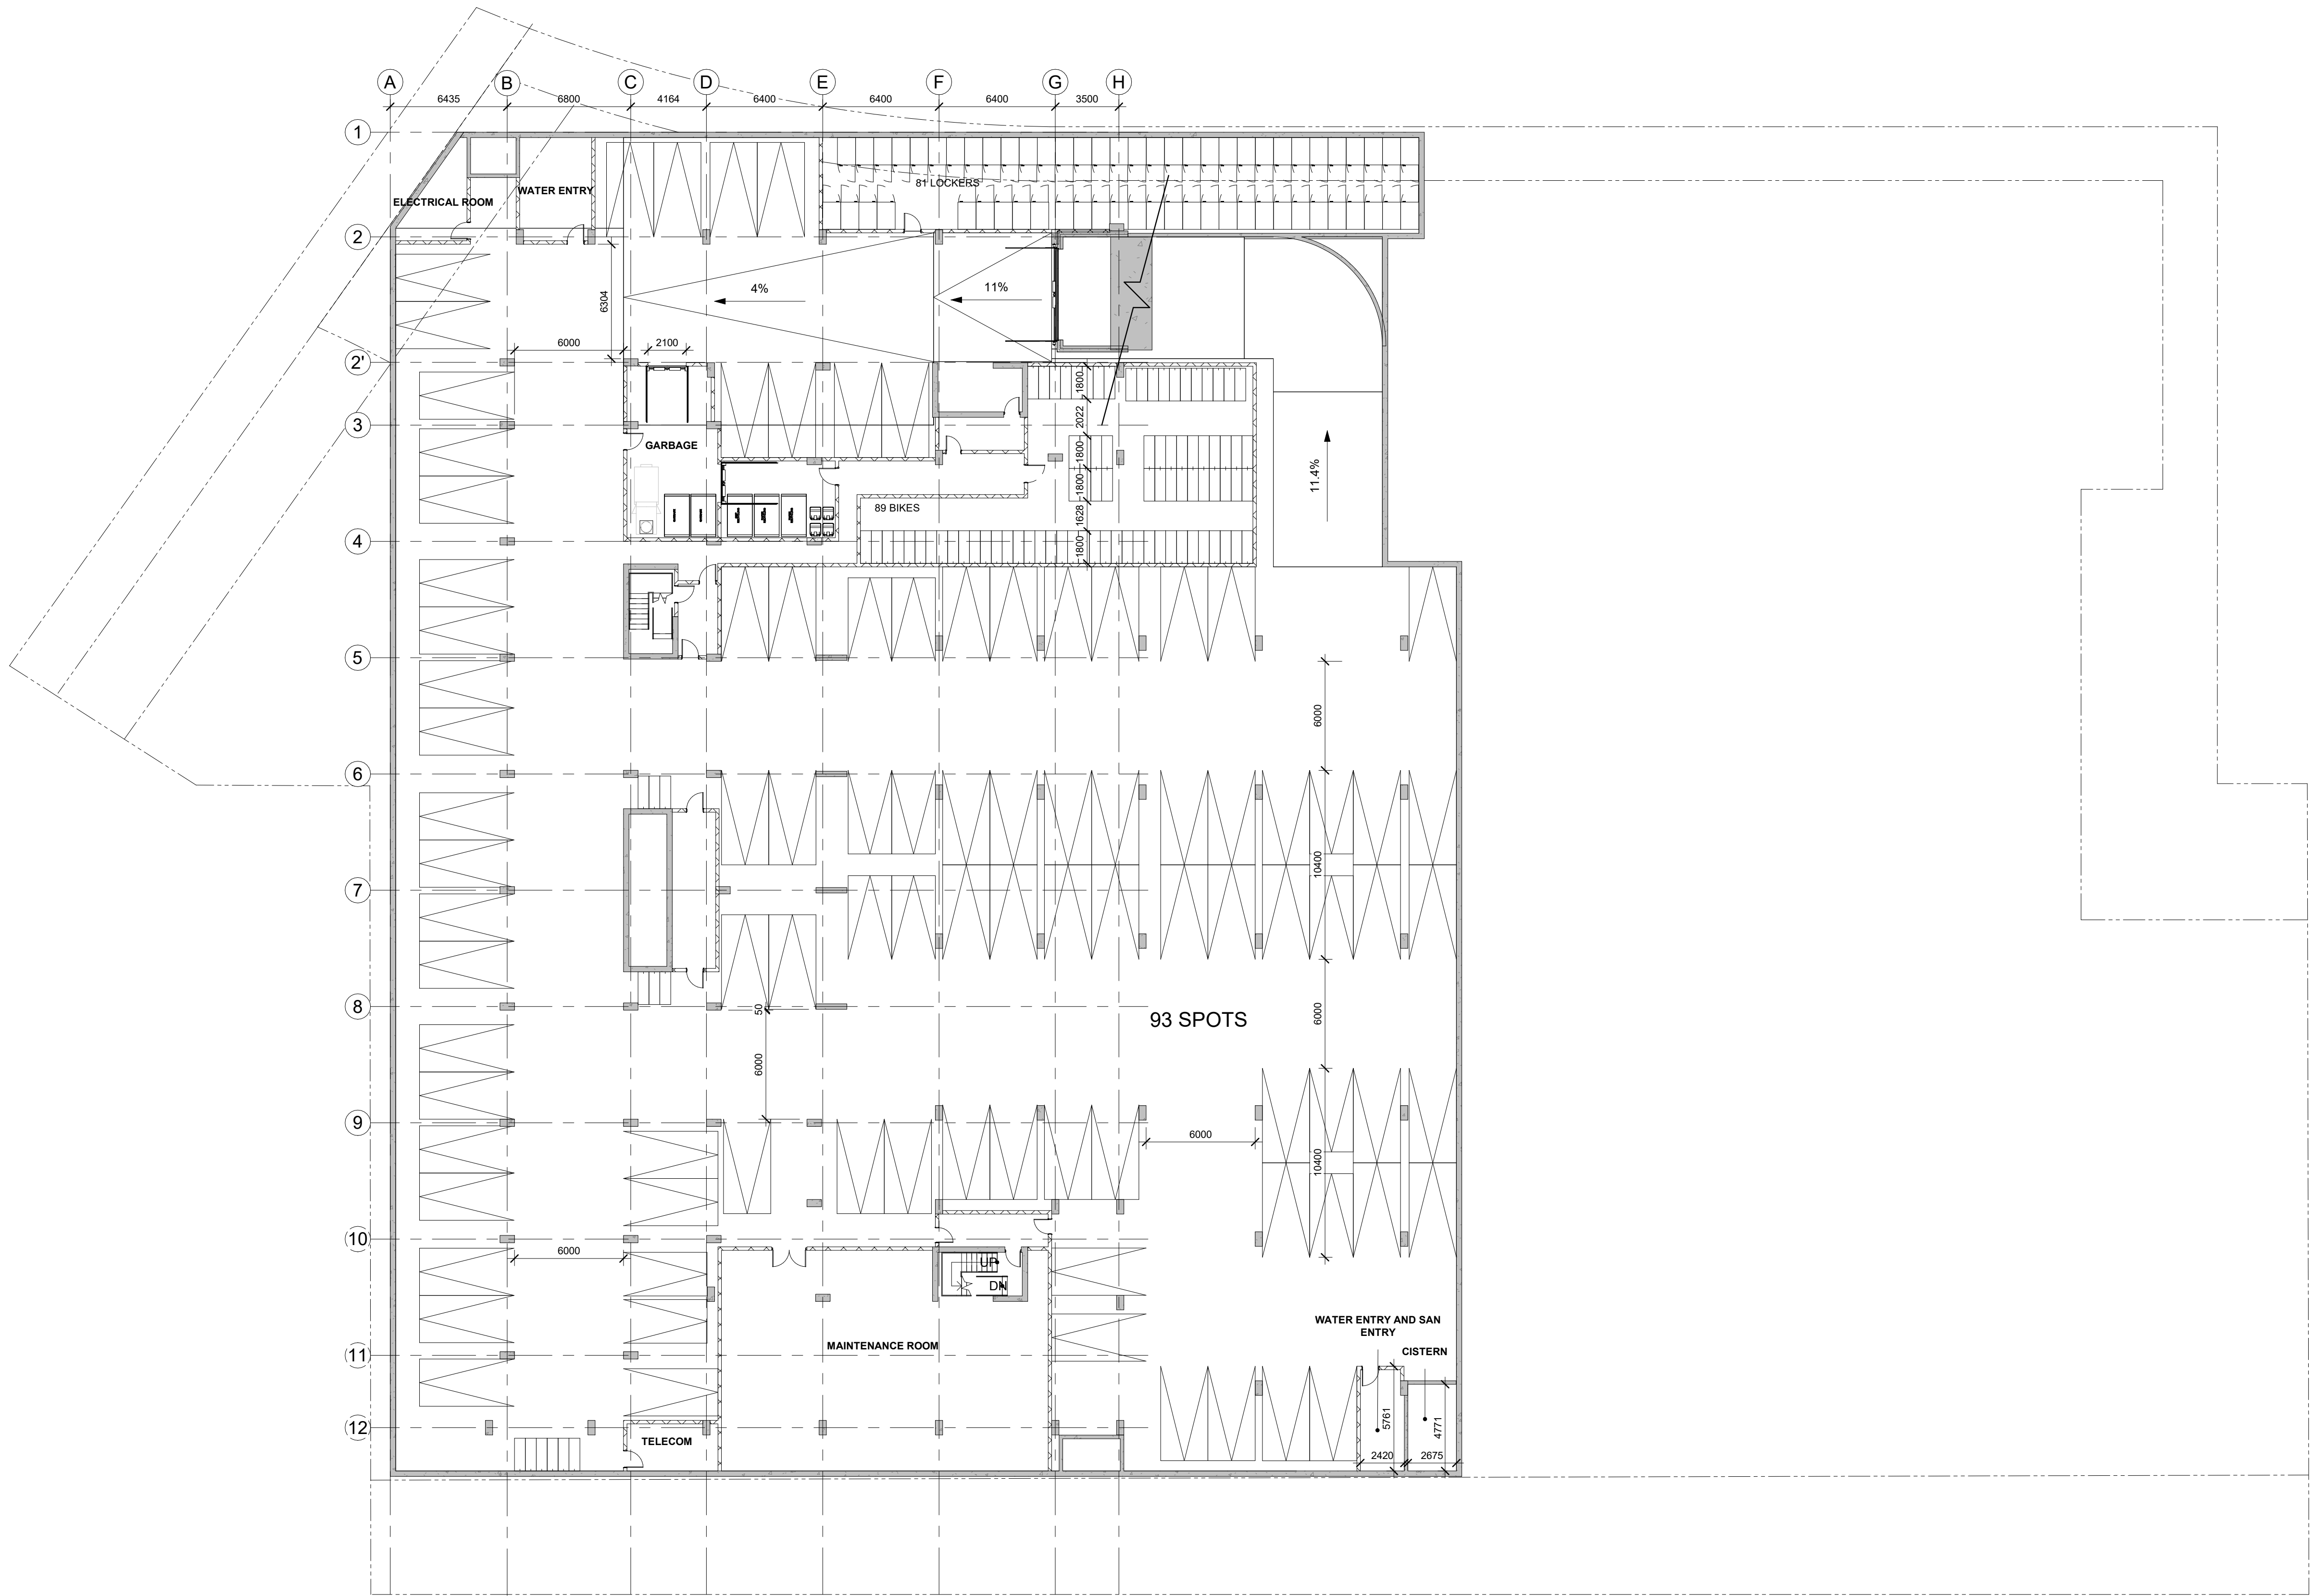 A B C D E F G H
6435 6800 4164 6400 6400 6400 3500
1
81 LOCKERS
WATER ENTRY
ELECTRICAL ROOM
2
4%
11%
6304
6000
2100
2'
1800
2022
3
GARBAGE
1800
11.4%
1800
89 BIKES
1628
4
1800
5
6000
6
10400
7
8
50
93 SPOTS
6000
6000
9
6000
10400
10
6000
UP
DN
WATER ENTRY AND SAN
ENTRY
MAINTENANCE ROOM
11
CISTERN
5761
4771
12
TELECOM
2420
2675